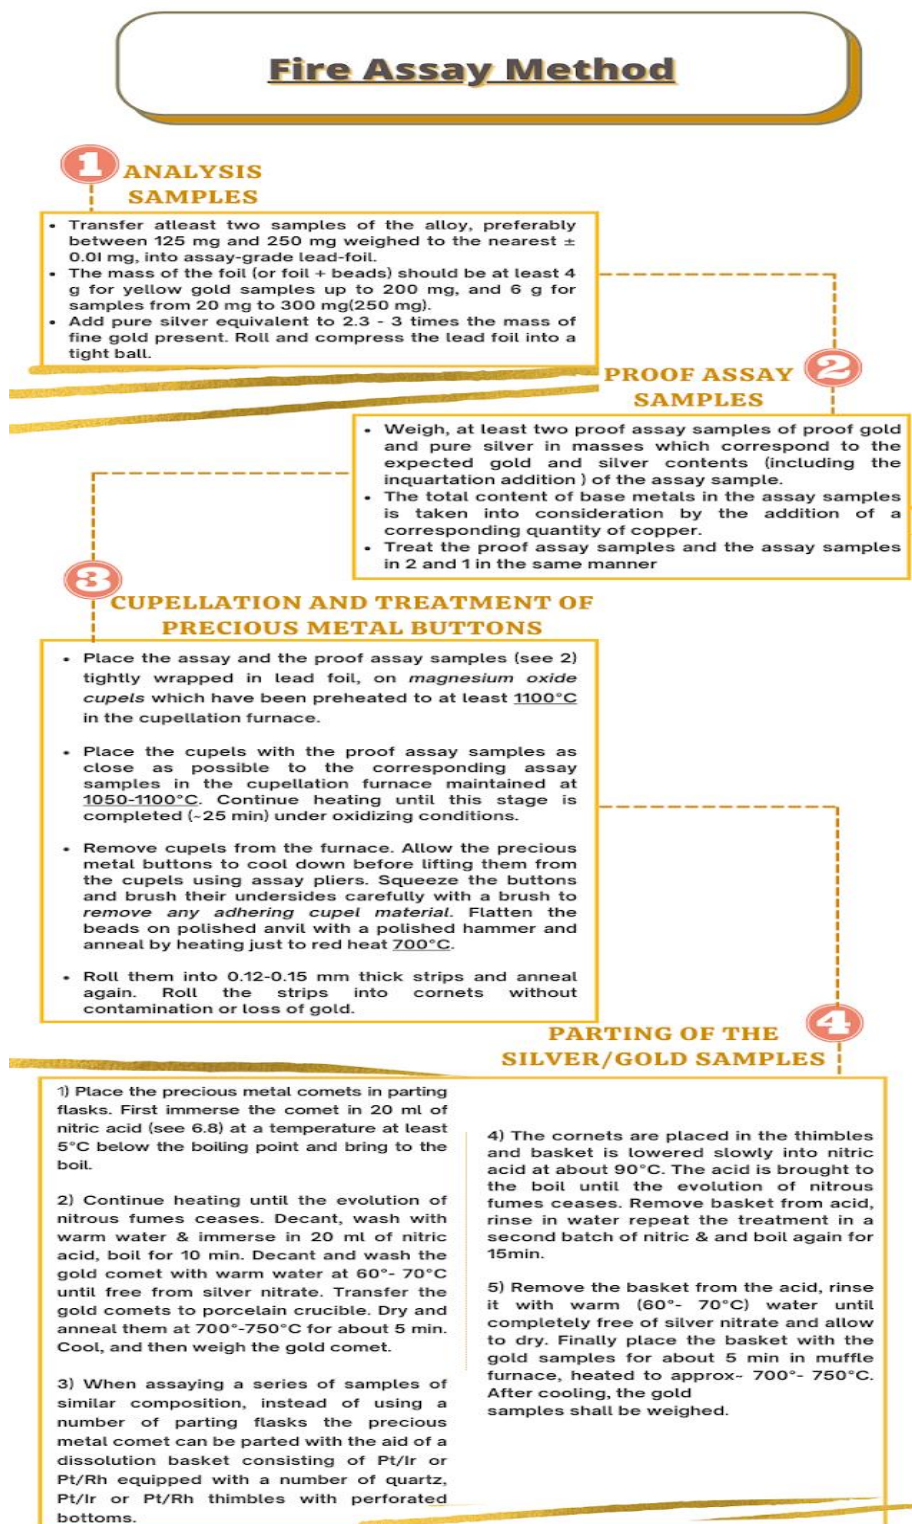 Fire Assay Method
1
ANALYSIS
SAMPLES
• Transfer atleast two samples of the alloy, preferably
between 125 mg and 250 mg weighed to the nearest ±
0.0I mg, into assay-grade lead-foil.
• The mass of the foil (or foil + beads) should be at least 4
g for yellow gold samples up to 200 mg, and 6 g for
samples from 20 mg to 300 mg(250 mg).
• Add pure silver equivalent to 2.3 - 3 times the mass of
fine gold present. Roll and compress the lead foil into a
tight ball.
2
PROOF ASSAY
SAMPLES
• Weigh, at least two proof assay samples of proof gold
and pure silver in masses which correspond to the
expected gold and silver contents (including the
inquartation addition ) of the assay sample.
• The total content of base metals in the assay samples
is taken into consideration by the addition of a
corresponding quantity of copper.
• Treat the proof assay samples and the assay samples
in 2 and 1 in the same manner
3
CUPELLATION AND TREATMENT OF
PRECIOUS METAL BUTTONS
• Place the assay and the proof assay samples (see 2)
tightly wrapped in lead foil, on magnesium oxide
cupels which have been preheated to at least 1100°C
in the cupellation furnace.
• Place the cupels with the proof assay samples as
close as possible to the corresponding assay
samples in the cupellation furnace maintained at
1050-1100°C. Continue heating until this stage is
completed (~25 min) under oxidizing conditions.
• Remove cupels from the furnace. Allow the precious
metal buttons to cool down before lifting them from
the cupels using assay pliers. Squeeze the buttons
and brush their undersides carefully with a brush to
remove any adhering cupel material. Flatten the
beads on polished anvil with a polished hammer and
anneal by heating just to red heat 700°C.
• Roll them into 0.12-0.15 mm thick strips and anneal
again. Roll the strips into cornets without
contamination or loss of gold.
4
PARTING OF THE
SILVER/GOLD SAMPLES
1) Place the precious metal comets in parting
flasks. First immerse the comet in 20 ml of
nitric acid (see 6.8) at a temperature at least
5°C below the boiling point and bring to the
boil.
2) Continue heating until the evolution of
nitrous fumes ceases. Decant, wash with
warm water & immerse in 20 ml of nitric
acid, boil for 10 min. Decant and wash the
gold comet with warm water at 60°- 70°C
until free from silver nitrate. Transfer the
gold comets to porcelain crucible. Dry and
anneal them at 700°-750°C for about 5 min.
Cool, and then weigh the gold comet.
3) When assaying a series of samples of
similar composition, instead of using a
number of parting flasks the precious
metal comet can be parted with the aid of a
dissolution basket consisting of Pt/Ir or
Pt/Rh equipped with a number of quartz,
Pt/Ir or Pt/Rh thimbles with perforated
bottoms.
4) The cornets are placed in the thimbles
and basket is lowered slowly into nitric
acid at about 90°C. The acid is brought to
the boil until the evolution of nitrous
fumes ceases. Remove basket from acid,
rinse in water repeat the treatment in a
second batch of nitric & and boil again for
15min.
5) Remove the basket from the acid, rinse
it with warm (60°- 70°C) water until
completely free of silver nitrate and allow
to dry. Finally place the basket with the
gold samples for about 5 min in muffle
furnace, heated to approx~ 700°- 750°C.
After cooling, the gold
samples shall be weighed.